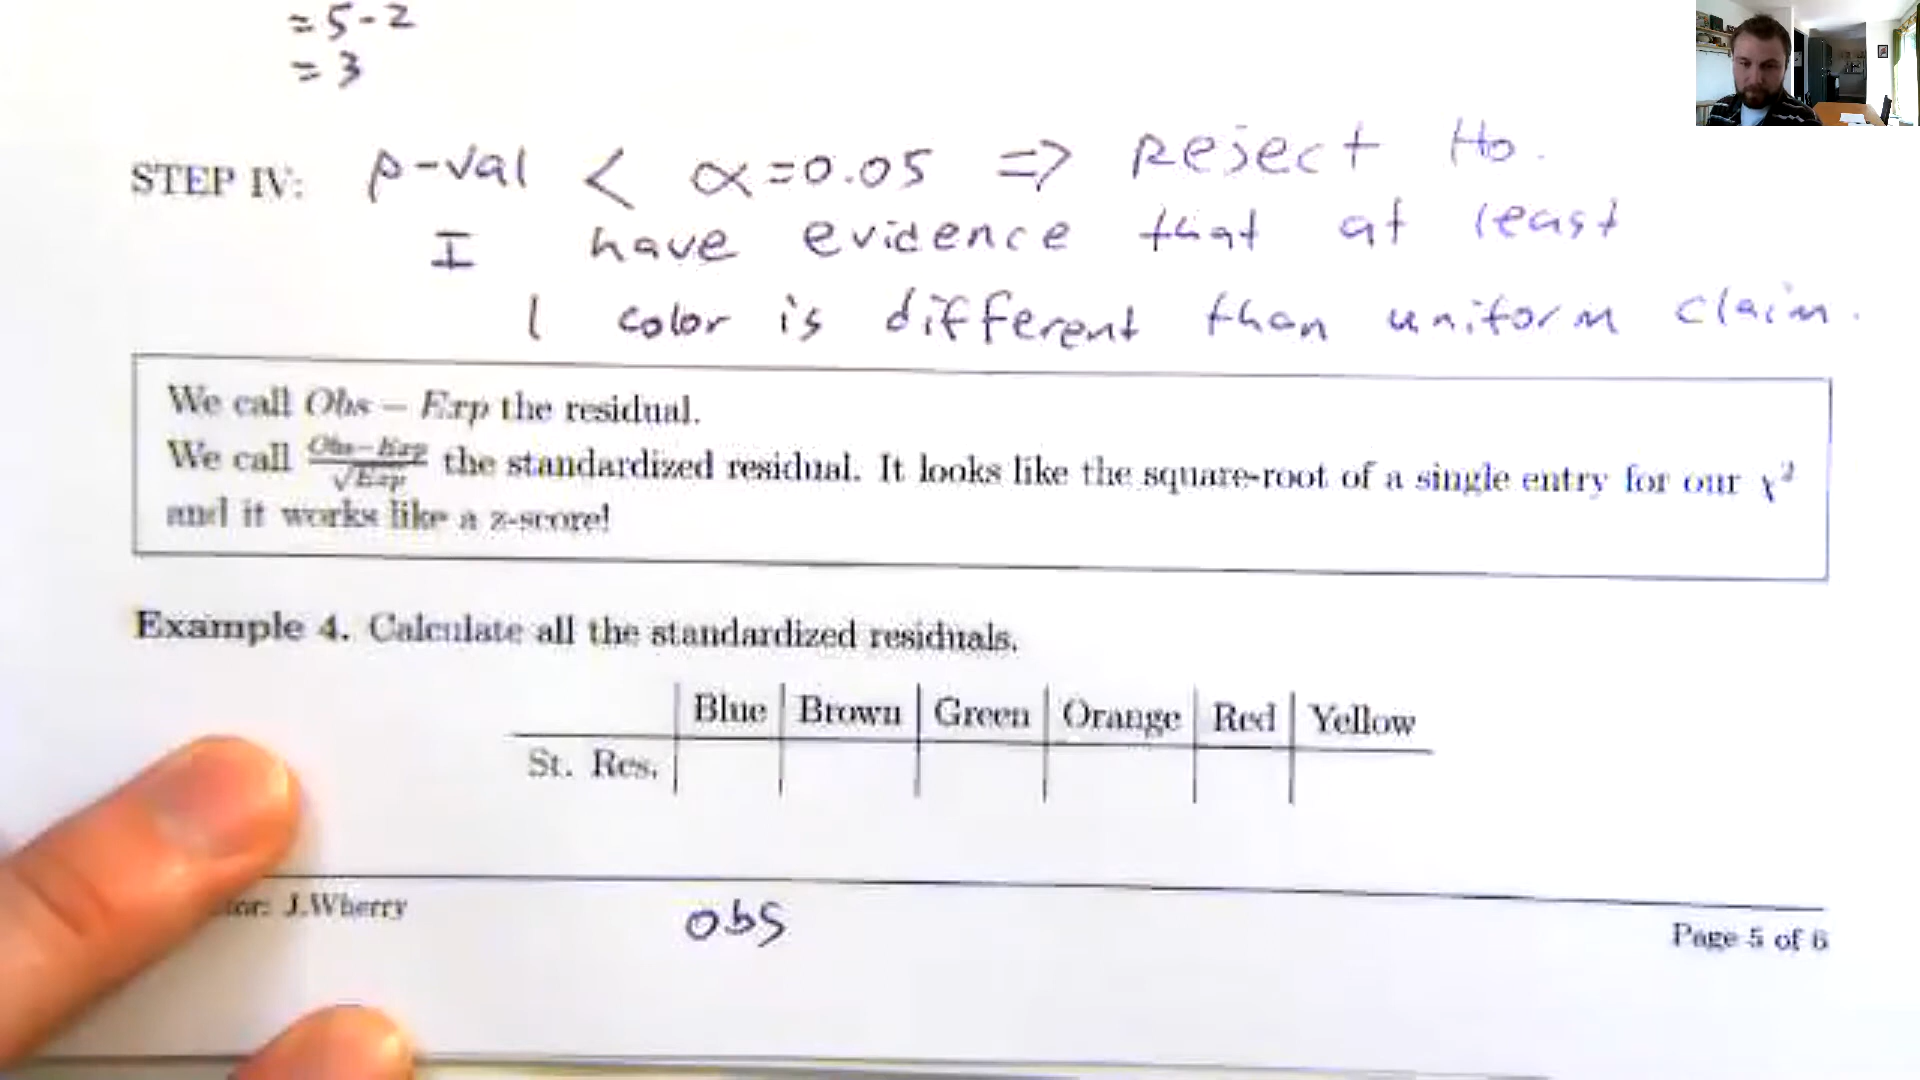 = 5 - 2
= 3
STEP IV: p-val < α = 0.05 => Reject Ho.
I have evidence that at least
1 color is different than uniform claim.
We call Obs − Exp the residual.
We call Obs−Exp/√Exp the standardized residual. It looks like the square-root of a single entry for our χ²
and it works like a z-score!
Example 4. Calculate all the standardized residuals.
Blue | Brown | Green | Orange | Red | Yellow
St. Res.
J.Wherry
obs
Page 5 of 6